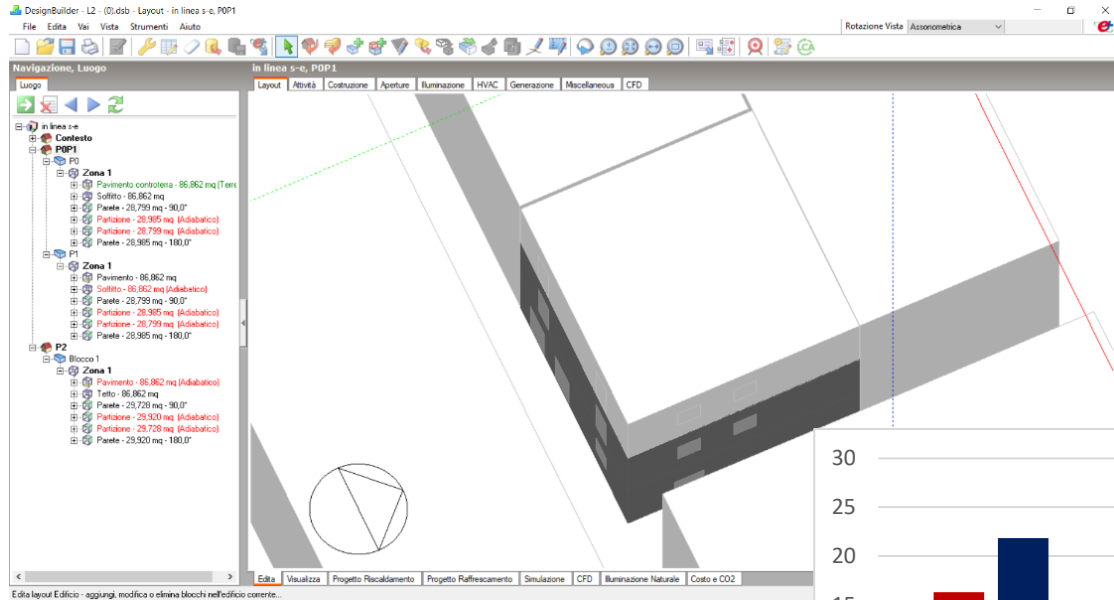 DesignBuilder - L2 - (0).dsb - Layout - in linea s-e, P0P1
File Edita Vai Vista Strumenti Aiuto
Rotazione Vista Assonometrica
Navigazione, Luogo
in linea s-e, P0P1
Luogo
Layout Attività Costruzione Aperture Illuminazione HVAC Generazione Miscellaneous CFD
in linea s-e
Contesto
P0P1
P0
Zona 1
Pavimento controterra - 86,862 mq (Terre
Soffitto - 86,862 mq
Parete - 28,799 mq - 90,0°
Partizione - 28,985 mq (Adiabatico)
Partizione - 28,799 mq (Adiabatico)
Parete - 28,985 mq - 180,0°
P1
Zona 1
Pavimento - 86,862 mq
Soffitto - 86,862 mq (Adiabatico)
Parete - 28,799 mq - 90,0°
Partizione - 28,985 mq (Adiabatico)
Partizione - 28,799 mq (Adiabatico)
Parete - 28,985 mq - 180,0°
P2
Blocco 1
Zona 1
Pavimento - 86,862 mq (Adiabatico)
Tetto - 86,862 mq
Parete - 29,728 mq - 90,0°
Partizione - 29,920 mq (Adiabatico)
Partizione - 29,728 mq (Adiabatico)
Parete - 29,920 mq - 180,0°
30
25
20
15
Edita Visualizza Progetto Riscaldamento Progetto Raffrescamento Simulazione CFD Illuminazione Naturale Costo e CO2
Edita layout Edificio - aggiungi, modifica o elimina blocchi nell'edificio corrente...